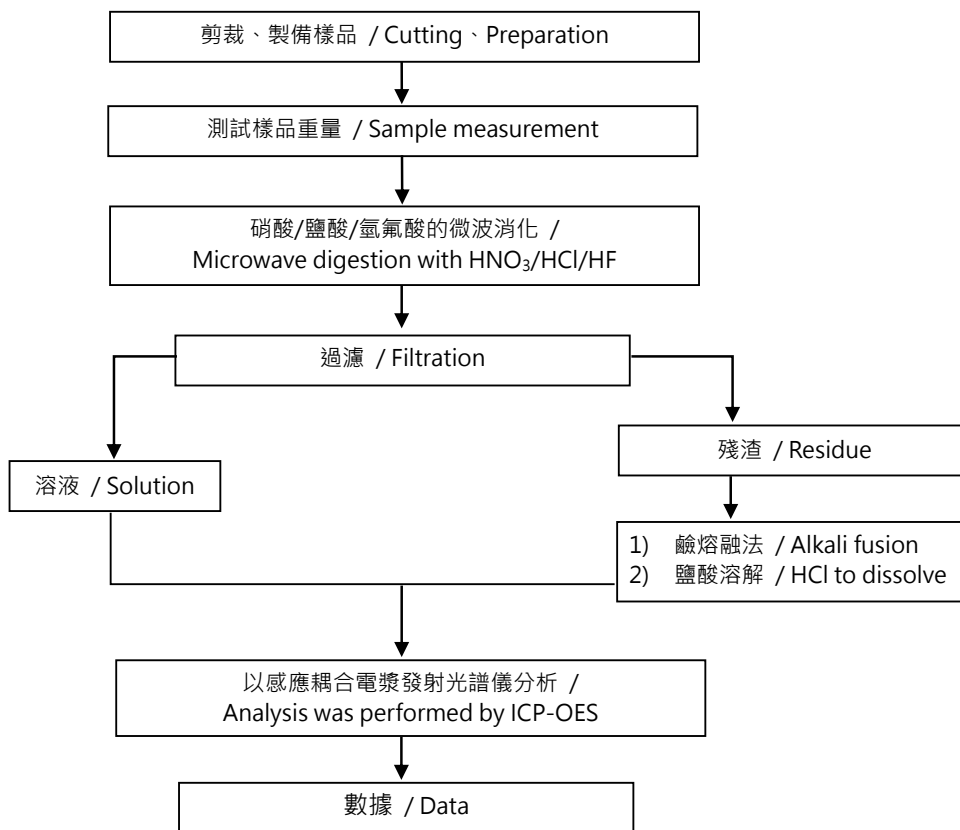 剪裁、製備樣品 / Cutting、Preparation
測試樣品重量 / Sample measurement
硝酸/鹽酸/氫氟酸的微波消化 /
Microwave digestion with HNO₃/HCl/HF
過濾 / Filtration
溶液 / Solution
殘渣 / Residue
1) 鹼熔融法 / Alkali fusion
2) 鹽酸溶解 / HCl to dissolve
以感應耦合電漿發射光譜儀分析 /
Analysis was performed by ICP-OES
數據 / Data